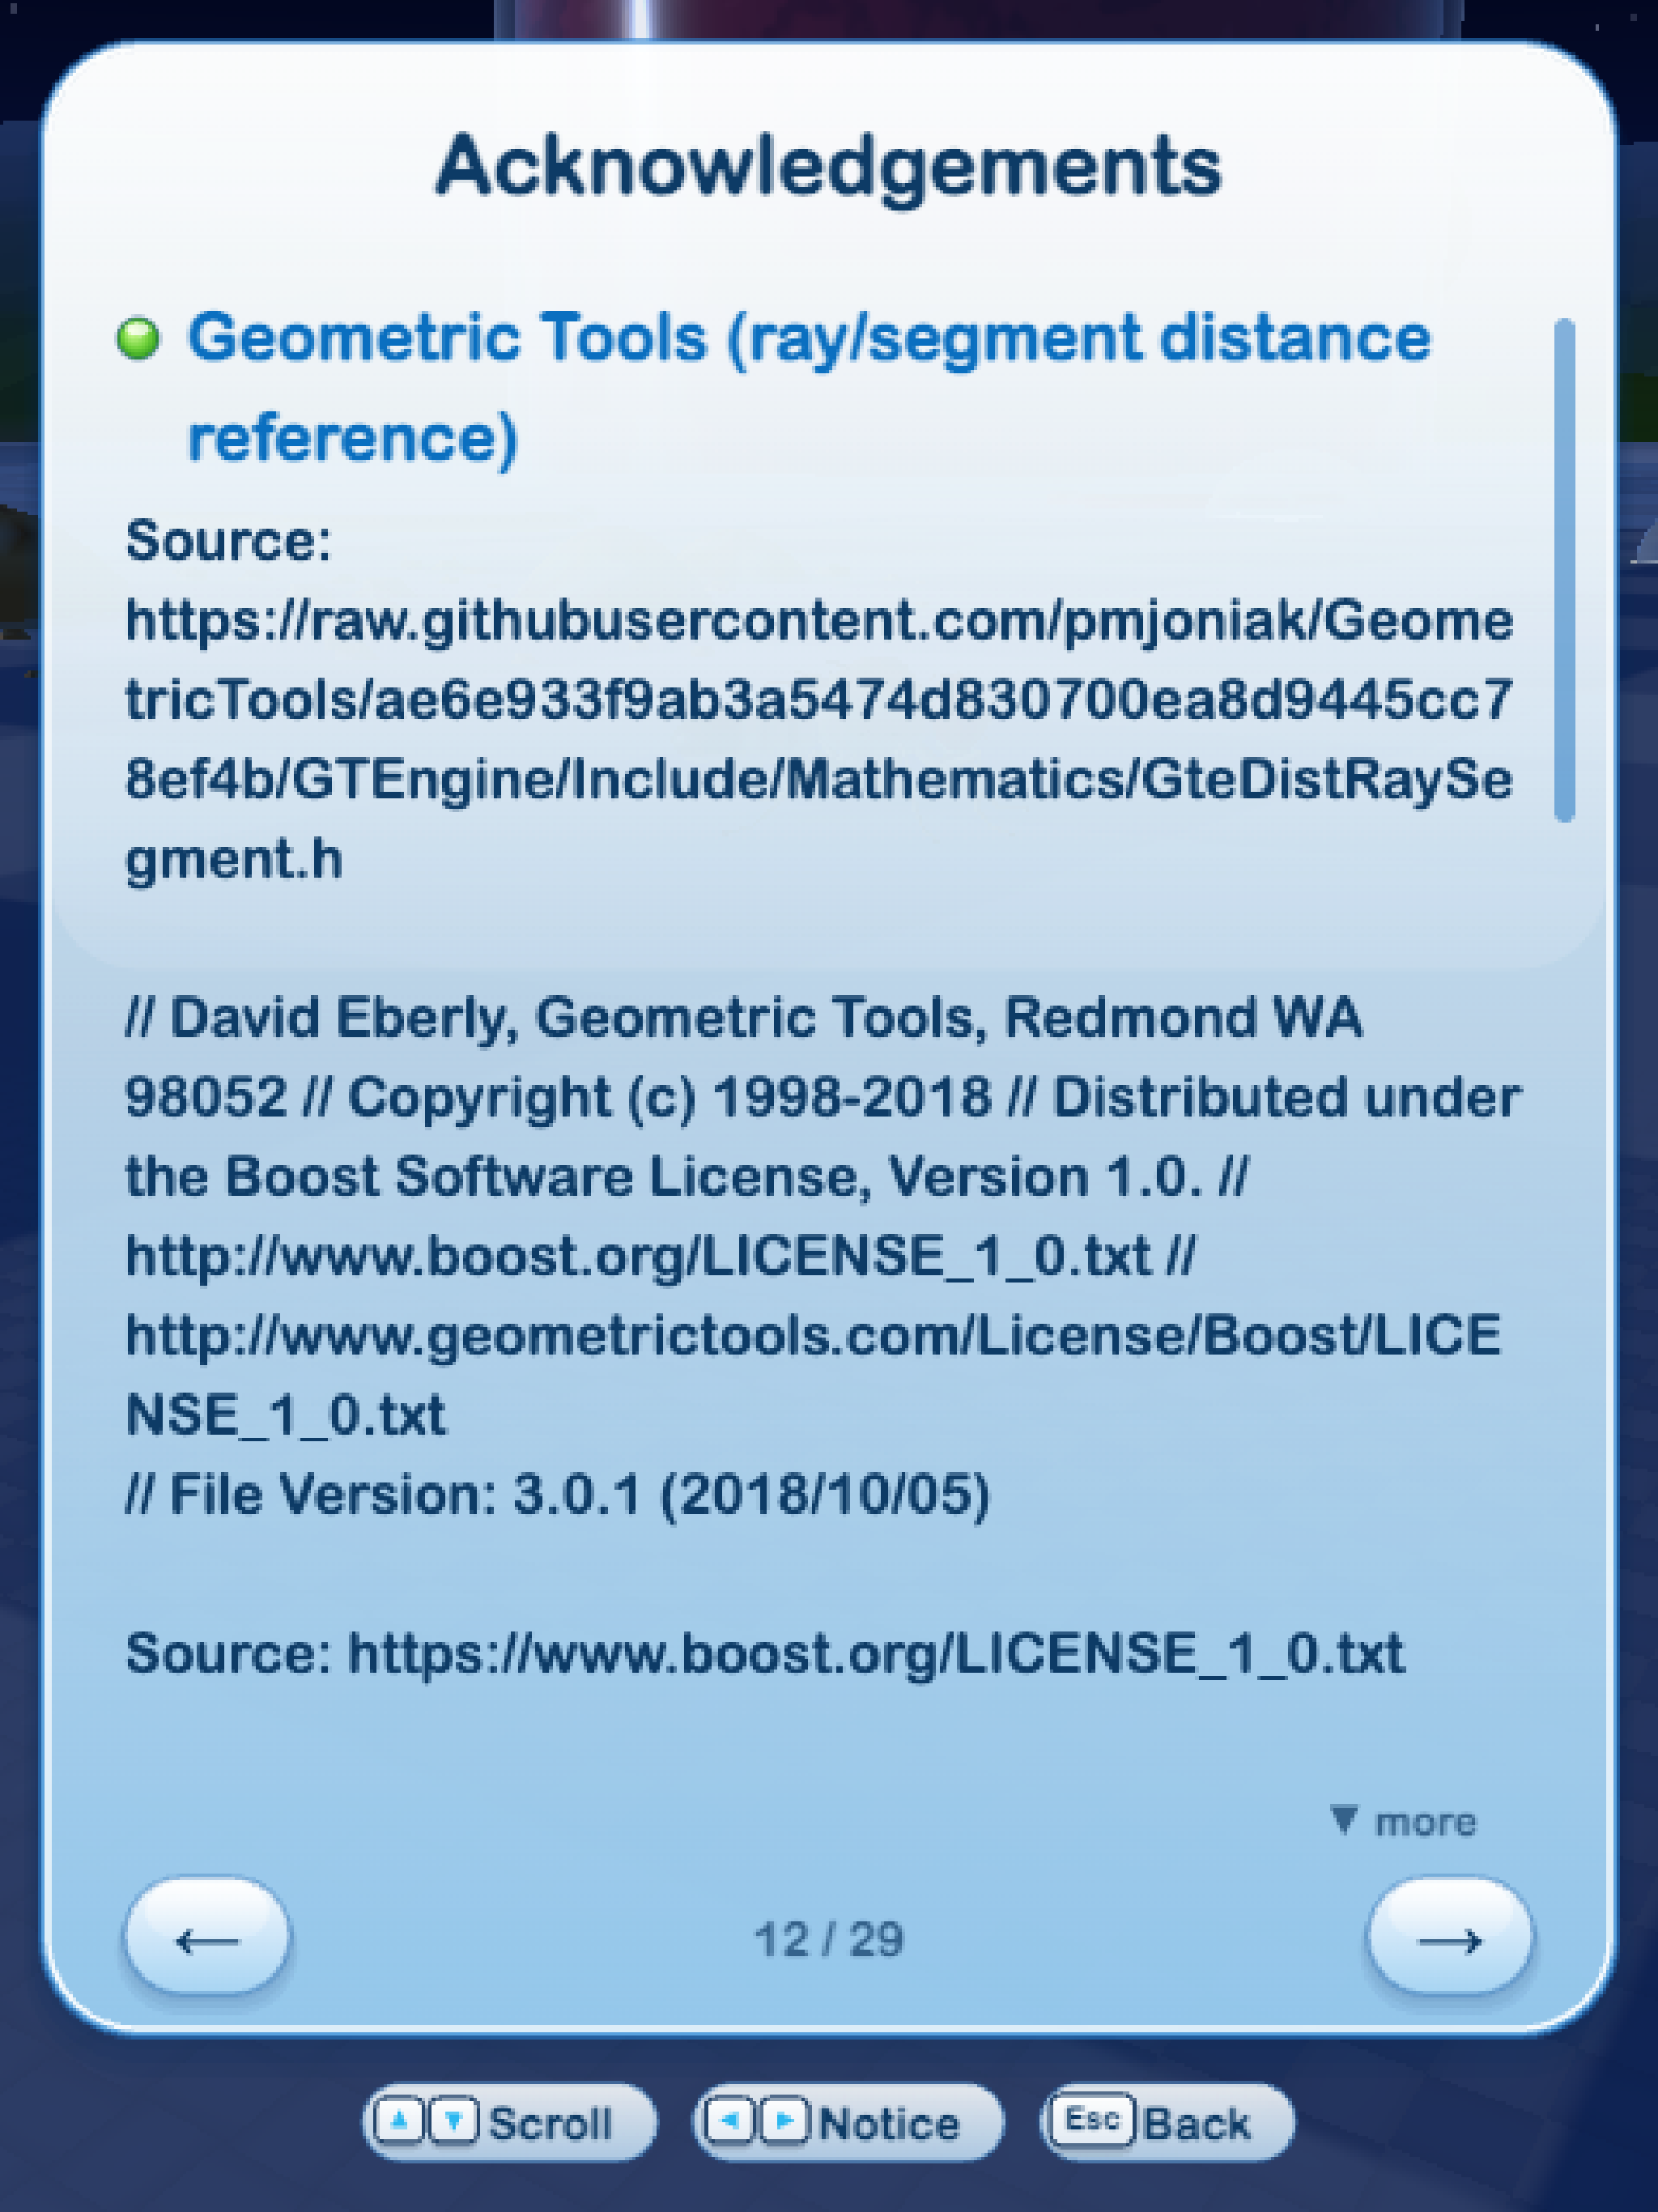 Acknowledgements
Geometric Tools (ray/segment distance
reference)
Source:
https://raw.githubusercontent.com/pmjoniak/Geome
tricTools/ae6e933f9ab3a5474d830700ea8d9445cc7
8ef4b/GTEngine/Include/Mathematics/GteDistRaySe
gment.h
// David Eberly, Geometric Tools, Redmond WA
98052 // Copyright (c) 1998-2018 // Distributed under
the Boost Software License, Version 1.0. //
http://www.boost.org/LICENSE_1_0.txt //
http://www.geometrictools.com/License/Boost/LICE
NSE_1_0.txt
// File Version: 3.0.1 (2018/10/05)
Source: https://www.boost.org/LICENSE_1_0.txt
▼ more
← 12 / 29 →
▲ ▼ Scroll ◄ ► Notice Esc Back